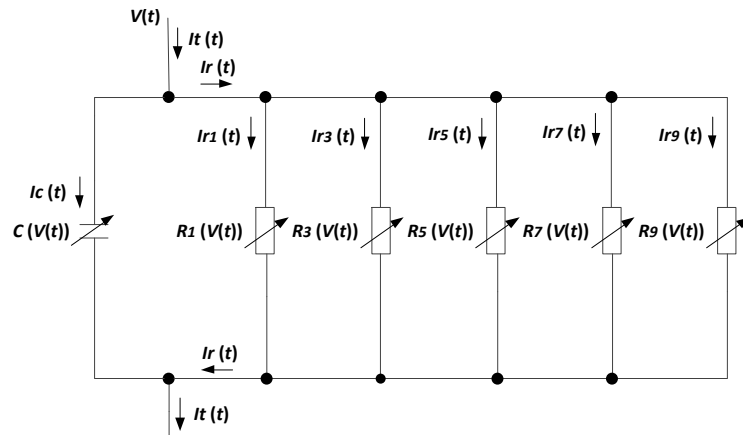 V(t)
It (t)
Ir (t)
Ir1 (t) Ir3 (t) Ir5 (t) Ir7 (t) Ir9 (t)
Ic (t)
C (V(t)) R1 (V(t)) R3 (V(t)) R5 (V(t)) R7 (V(t)) R9 (V(t))
Ir (t)
It (t)